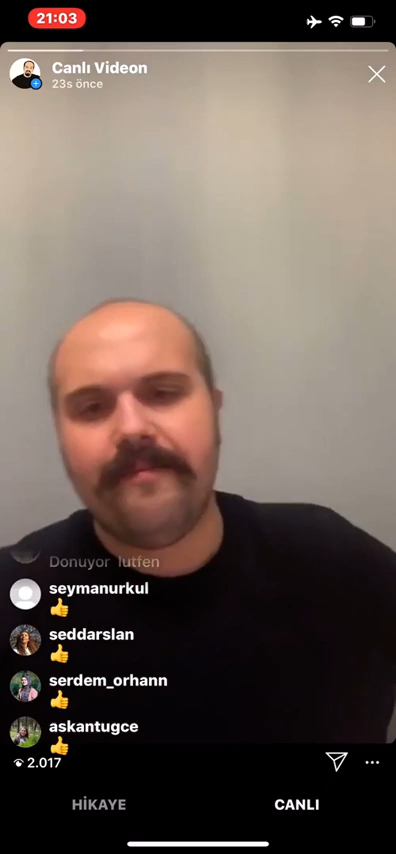 21:03
Canlı Videon
23s önce
Donuyor lutfen
seymanurkul
👍
seddarslan
👍
serdem_orhann
👍
askantugce
👍
2.017
HİKAYE
CANLI